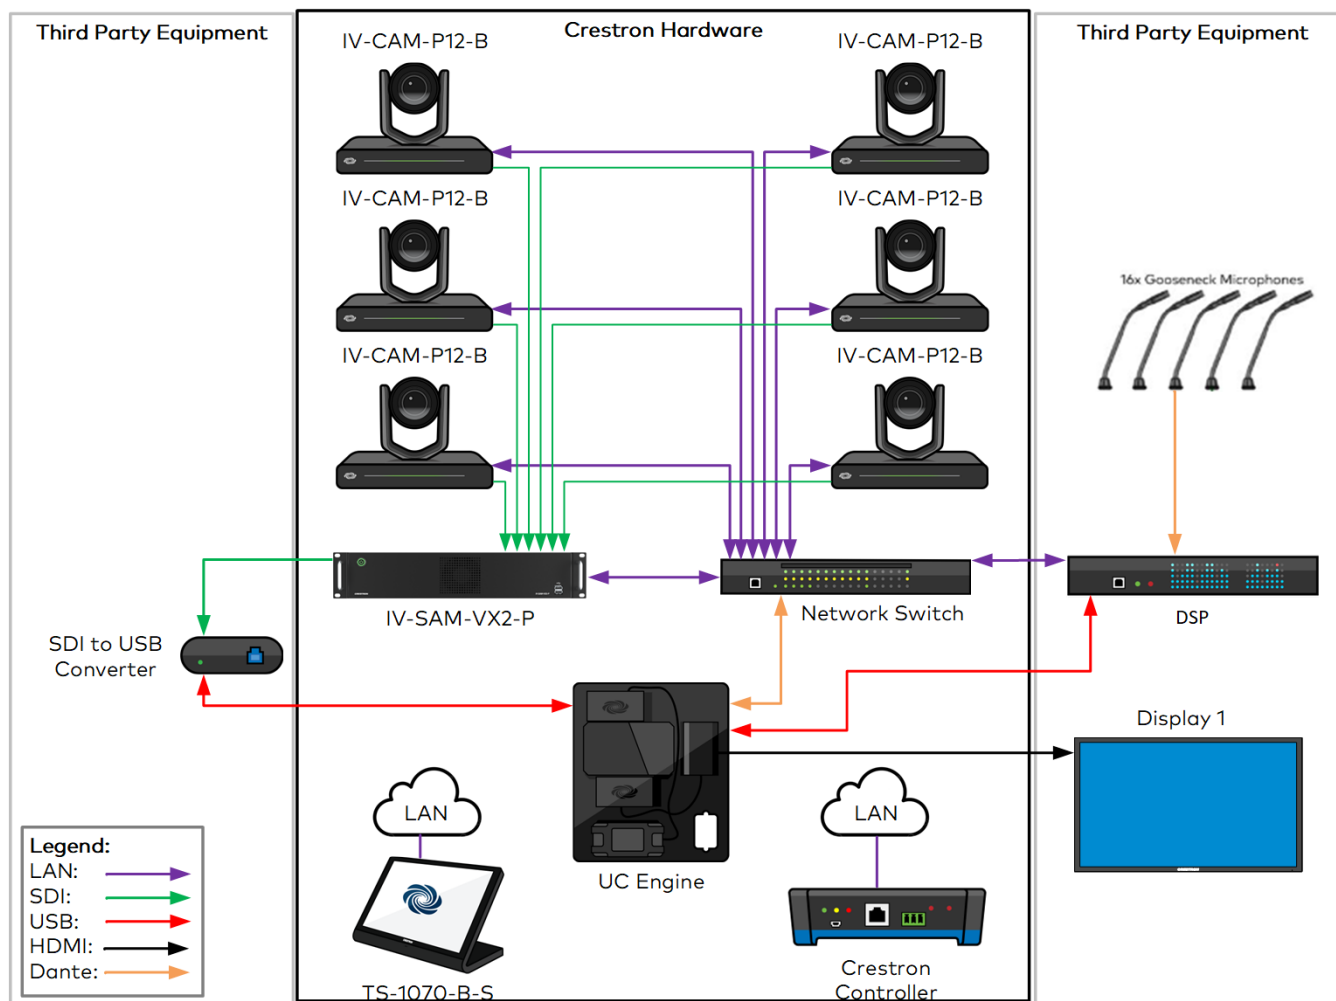 Third Party Equipment
Crestron Hardware
Third Party Equipment
IV-CAM-P12-B
IV-CAM-P12-B
IV-CAM-P12-B
IV-CAM-P12-B
IV-CAM-P12-B
IV-CAM-P12-B
16x Gooseneck Microphones
IV-SAM-VX2-P
Network Switch
DSP
SDI to USB
Converter
Display 1
LAN
LAN
UC Engine
Legend:
LAN:
SDI:
USB:
HDMI:
Dante:
TS-1070-B-S
Crestron
Controller